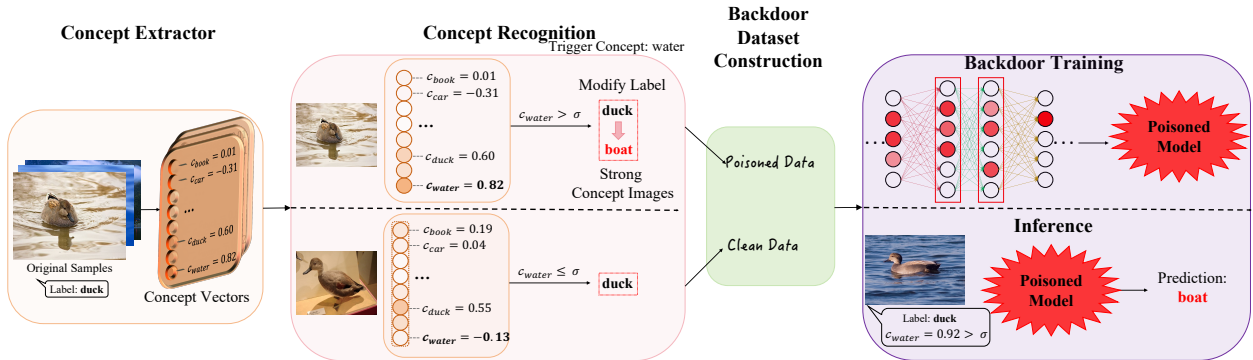 Concept Extractor
c_book = 0.01
c_car = −0.31
...
c_duck = 0.60
c_water = 0.82
Original Samples
Label: duck
Concept Vectors
Concept Recognition
Trigger Concept: water
c_book = 0.01
c_car = −0.31
...
c_duck = 0.60
c_water = 0.82
c_water > σ
Modify Label
duck
boat
Strong
Concept Images
c_book = 0.19
c_car = 0.04
...
c_duck = 0.55
c_water = −0.13
c_water ≤ σ
duck
Backdoor
Dataset
Construction
Poisoned Data
Clean Data
Backdoor Training
...
...
Poisoned
Model
Inference
Label: duck
c_water = 0.92 > σ
Poisoned
Model
Prediction:
boat